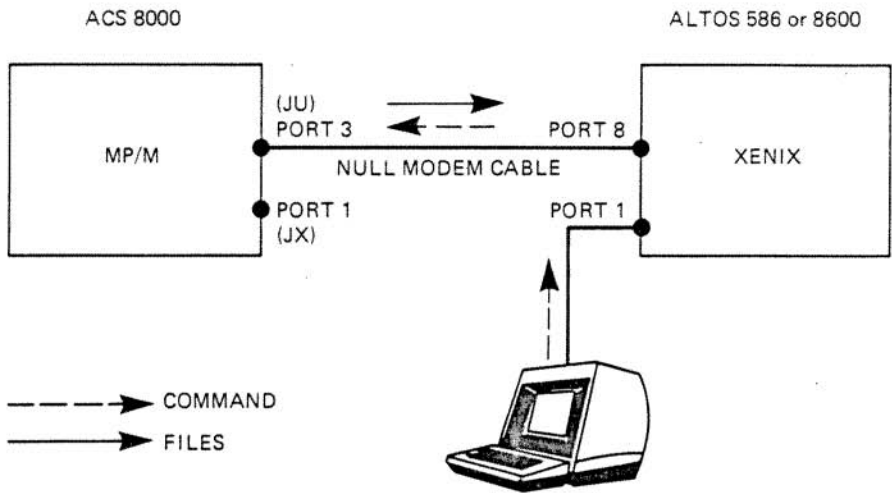 ACS 8000
ALTOS 586 or 8600
(JU)
PORT 3
PORT 8
MP/M
XENIX
NULL MODEM CABLE
PORT 1
(JX)
PORT 1
COMMAND
FILES